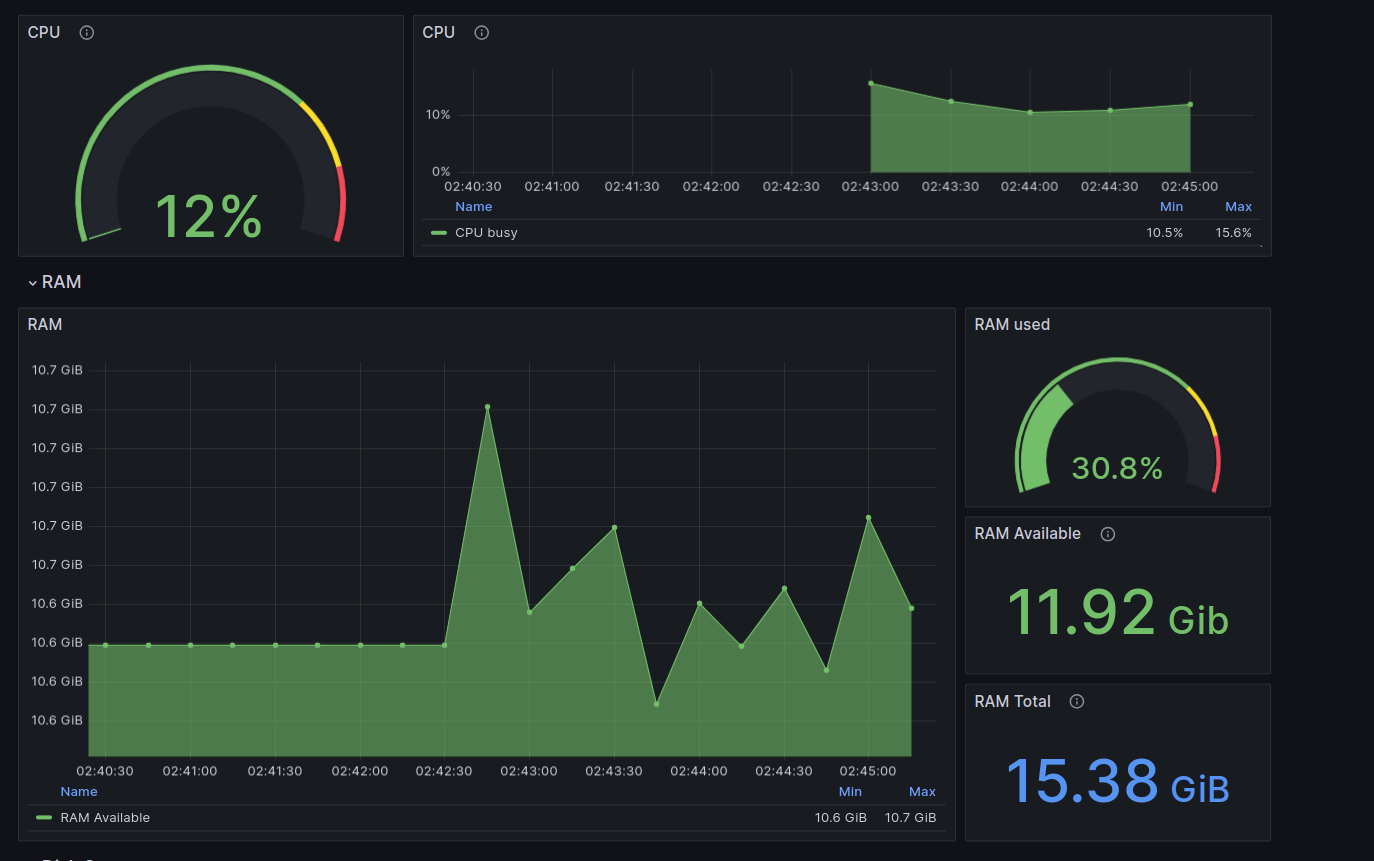 CPU
12%
CPU
10%
0%
02:40:30 02:41:00 02:41:30 02:42:00 02:42:30 02:43:00 02:43:30 02:44:00 02:44:30 02:45:00
Name Min Max
CPU busy 10.5% 15.6%
RAM
RAM
10.7 GiB
10.7 GiB
10.7 GiB
10.7 GiB
10.7 GiB
10.7 GiB
10.6 GiB
10.6 GiB
10.6 GiB
10.6 GiB
02:40:30 02:41:00 02:41:30 02:42:00 02:42:30 02:43:00 02:43:30 02:44:00 02:44:30 02:45:00
Name Min Max
RAM Available 10.6 GiB 10.7 GiB
RAM used
30.8%
RAM Available
11.92 Gib
RAM Total
15.38 GiB